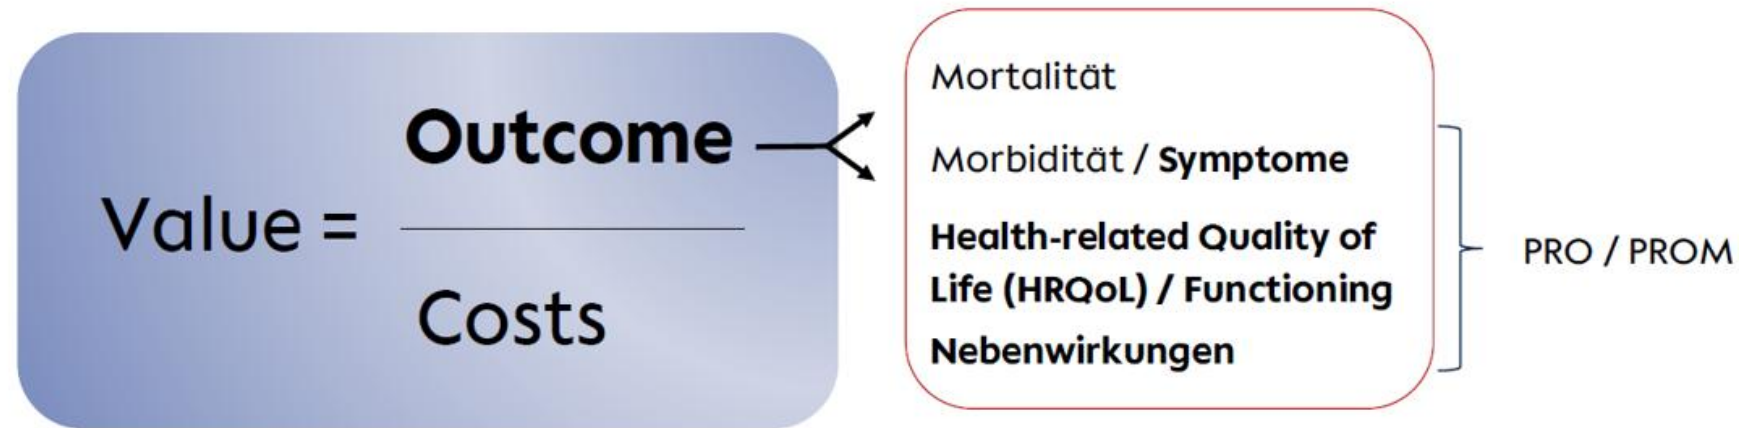 Value =
Outcome
Costs
Mortalität
Morbidität / Symptome
Health-related Quality of
Life (HRQoL) / Functioning
Nebenwirkungen
PRO / PROM